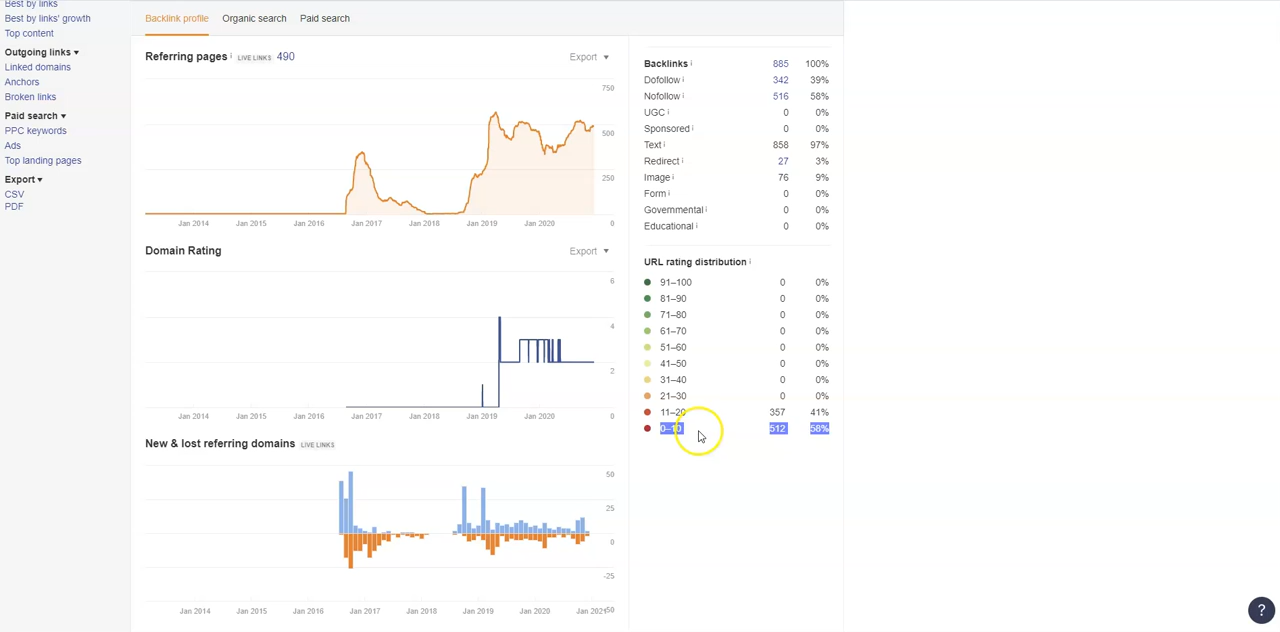 Best by links
Best by links' growth
Top content
Outgoing links ▾
Linked domains
Anchors
Broken links
Paid search ▾
PPC keywords
Ads
Top landing pages
Export ▾
CSV
PDF
Backlink profile Organic search Paid search
Referring pages i LIVE LINKS 490 Export ▼
750
500
250
0
Jan 2014 Jan 2015 Jan 2016 Jan 2017 Jan 2018 Jan 2019 Jan 2020
Domain Rating Export ▼
6
4
2
0
Jan 2014 Jan 2015 Jan 2016 Jan 2017 Jan 2018 Jan 2019 Jan 2020
New & lost referring domains LIVE LINKS
50
25
0
-25
-50
Jan 2014 Jan 2015 Jan 2016 Jan 2017 Jan 2018 Jan 2019 Jan 2020 Jan 2021
Backlinks i 885 100%
Dofollow i 342 39%
Nofollow i 516 58%
UGC i 0 0%
Sponsored i 0 0%
Text i 858 97%
Redirect i 27 3%
Image i 76 9%
Form i 0 0%
Governmental i 0 0%
Educational i 0 0%
URL rating distribution i
91–100 0 0%
81–90 0 0%
71–80 0 0%
61–70 0 0%
51–60 0 0%
41–50 0 0%
31–40 0 0%
21–30 0 0%
11–20 357 41%
0–10 512 58%
?